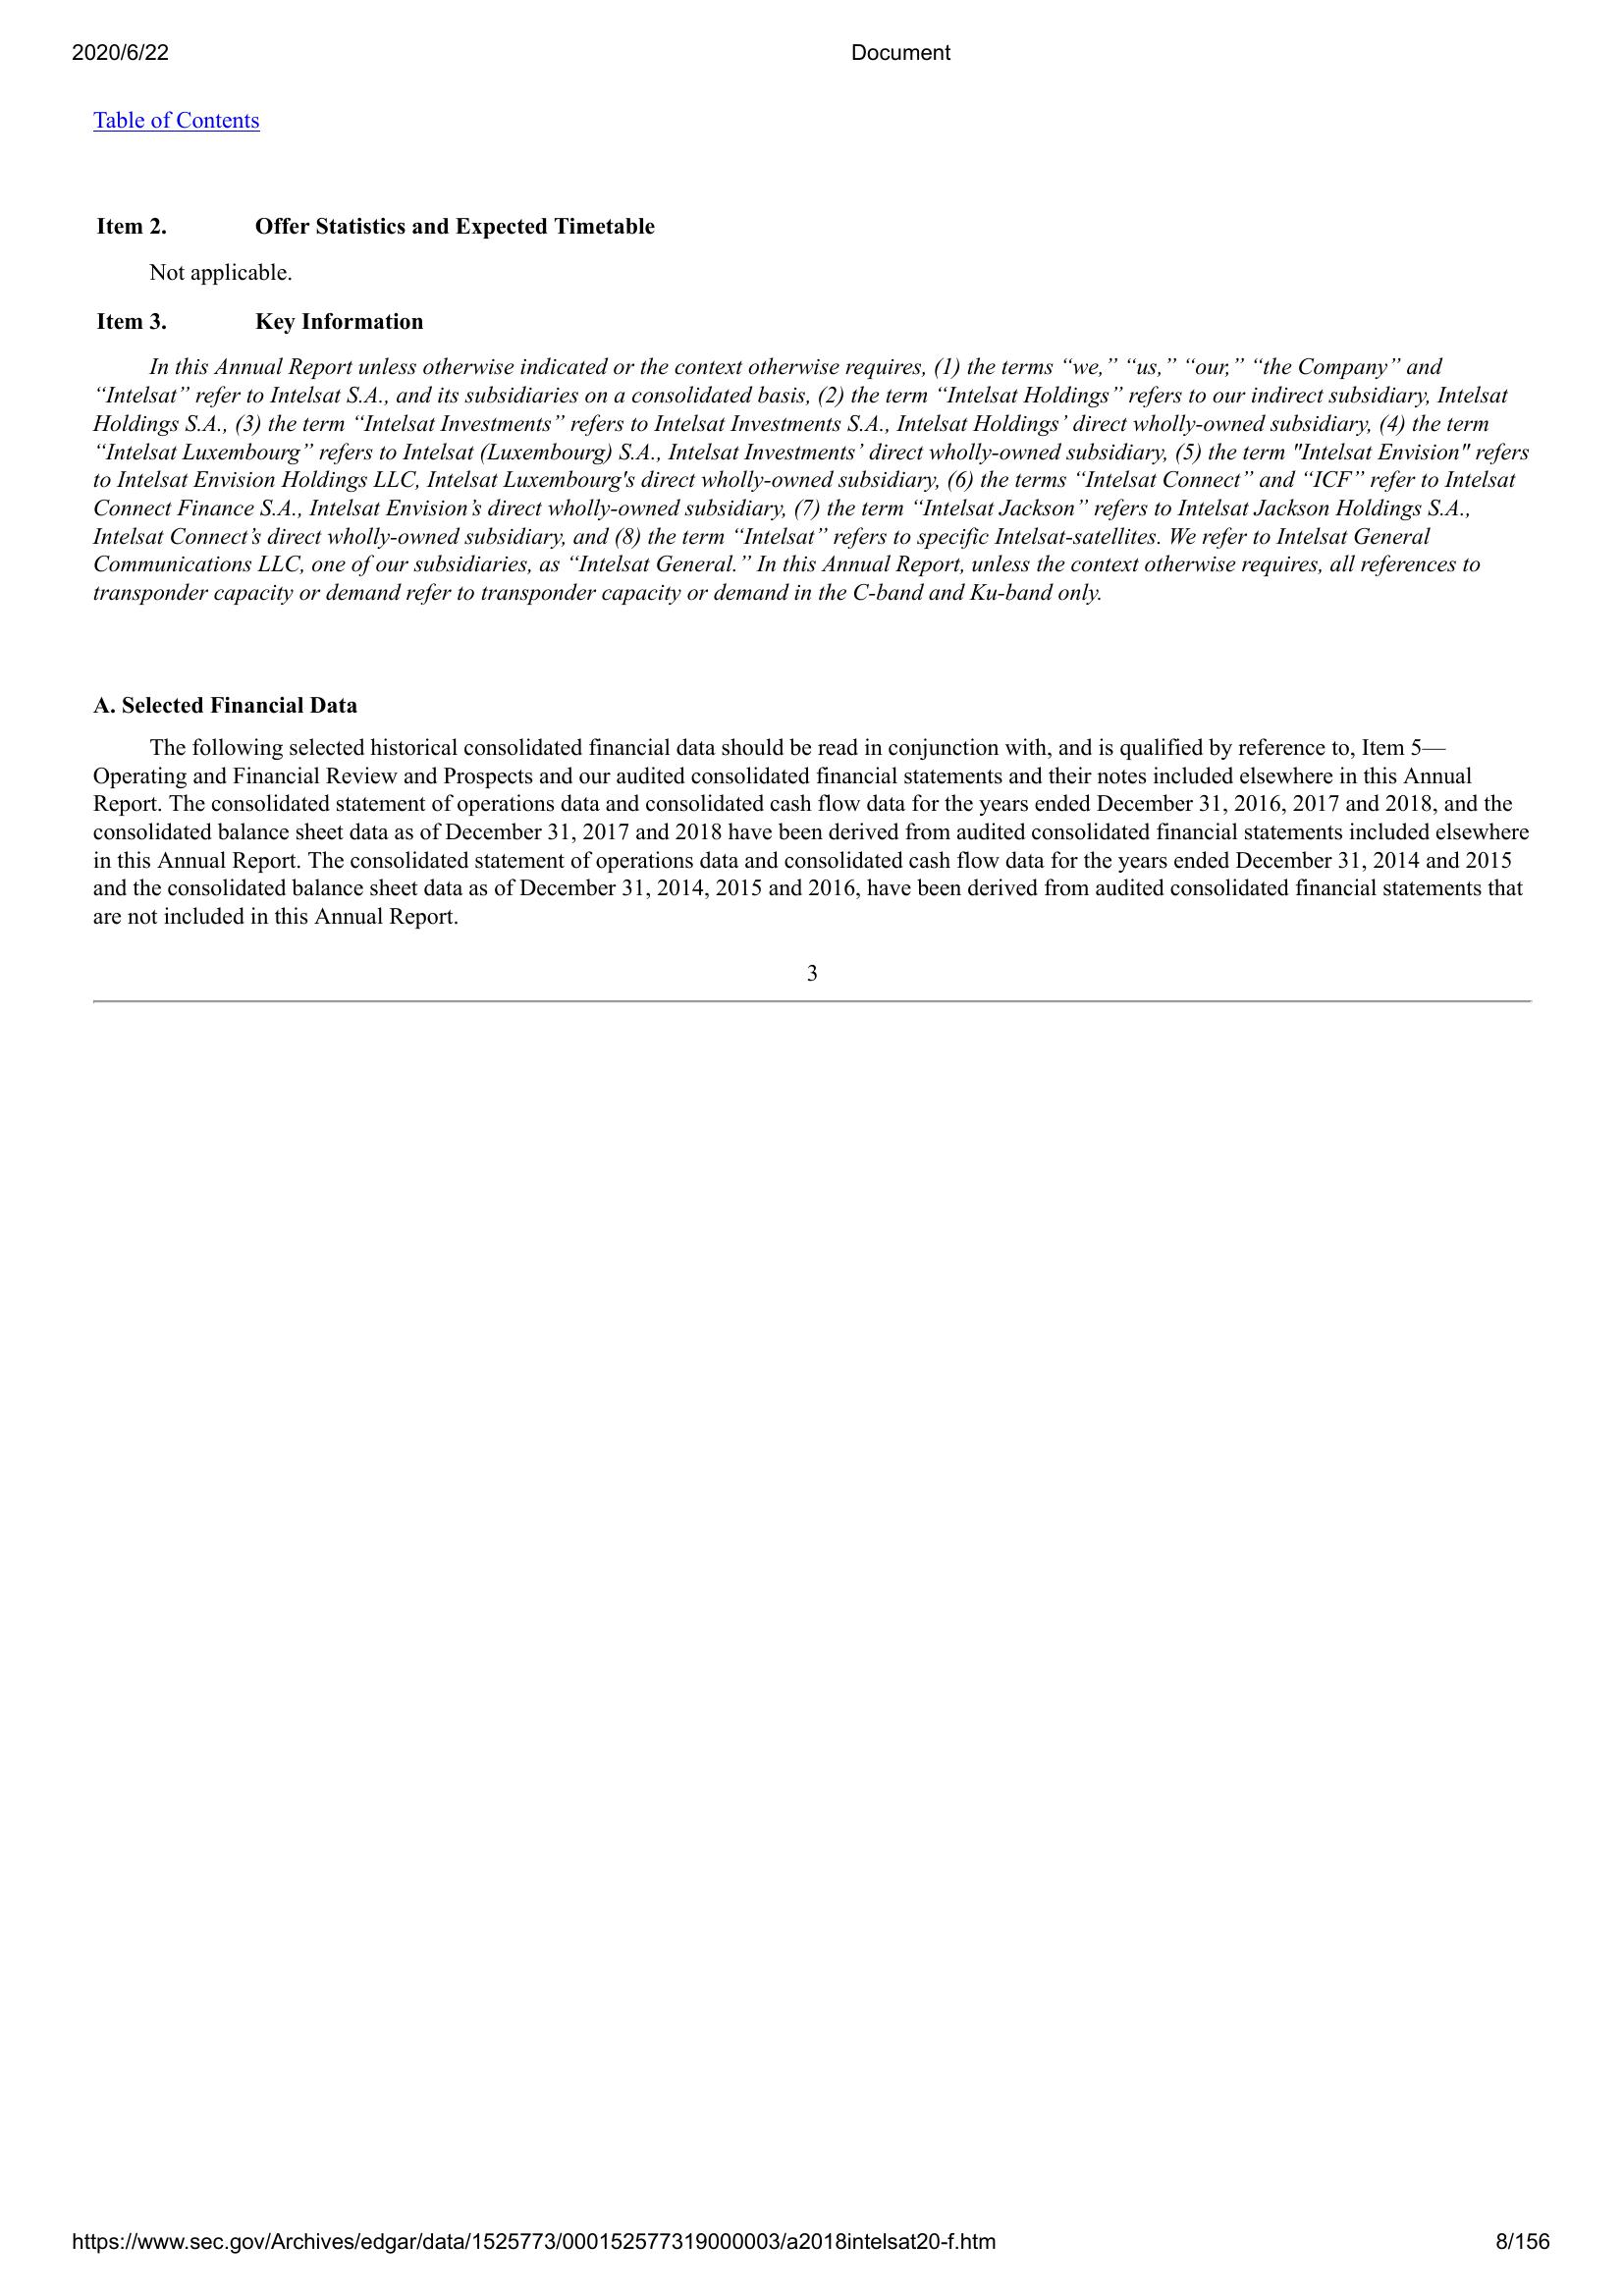 2020/6/22 Document
Table of Contents
Item 2. Offer Statistics and Expected Timetable
Not applicable.
Item 3. Key Information
In this Annual Report unless otherwise indicated or the context otherwise requires, (1) the terms “we,” “us,” “our,” “the Company” and
“Intelsat” refer to Intelsat S.A., and its subsidiaries on a consolidated basis, (2) the term “Intelsat Holdings” refers to our indirect subsidiary, Intelsat
Holdings S.A., (3) the term “Intelsat Investments” refers to Intelsat Investments S.A., Intelsat Holdings’ direct wholly-owned subsidiary, (4) the term
“Intelsat Luxembourg” refers to Intelsat (Luxembourg) S.A., Intelsat Investments’ direct wholly-owned subsidiary, (5) the term "Intelsat Envision" refers
to Intelsat Envision Holdings LLC, Intelsat Luxembourg's direct wholly-owned subsidiary, (6) the terms “Intelsat Connect” and “ICF” refer to Intelsat
Connect Finance S.A., Intelsat Envision’s direct wholly-owned subsidiary, (7) the term “Intelsat Jackson” refers to Intelsat Jackson Holdings S.A.,
Intelsat Connect’s direct wholly-owned subsidiary, and (8) the term “Intelsat” refers to specific Intelsat-satellites. We refer to Intelsat General
Communications LLC, one of our subsidiaries, as “Intelsat General.” In this Annual Report, unless the context otherwise requires, all references to
transponder capacity or demand refer to transponder capacity or demand in the C-band and Ku-band only.
A. Selected Financial Data
The following selected historical consolidated financial data should be read in conjunction with, and is qualified by reference to, Item 5—
Operating and Financial Review and Prospects and our audited consolidated financial statements and their notes included elsewhere in this Annual
Report. The consolidated statement of operations data and consolidated cash flow data for the years ended December 31, 2016, 2017 and 2018, and the
consolidated balance sheet data as of December 31, 2017 and 2018 have been derived from audited consolidated financial statements included elsewhere
in this Annual Report. The consolidated statement of operations data and consolidated cash flow data for the years ended December 31, 2014 and 2015
and the consolidated balance sheet data as of December 31, 2014, 2015 and 2016, have been derived from audited consolidated financial statements that
are not included in this Annual Report.
3
https://www.sec.gov/Archives/edgar/data/1525773/000152577319000003/a2018intelsat20-f.htm 8/156